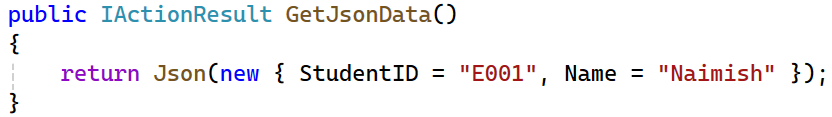 public IActionResult GetJsonData()
{
    return Json(new { StudentID = "E001", Name = "Naimish" });
}